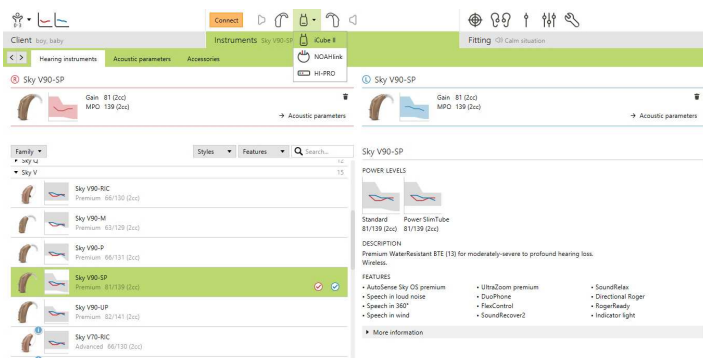 Connect
Client boy, baby
Instruments Sky V90-SP
iCube II
NOAHlink
HI-PRO
Fitting Calm situation
Hearing instruments Acoustic parameters Accessories
R Sky V90-SP
Gain 81 (2cc)
MPO 139 (2cc)
→ Acoustic parameters
L Sky V90-SP
Gain 81 (2cc)
MPO 139 (2cc)
→ Acoustic parameters
Family Styles Features Search...
Sky Q 12
Sky V 15
Sky V90-RIC
Premium 66/130 (2cc)
Sky V90-M
Premium 63/129 (2cc)
Sky V90-P
Premium 66/131 (2cc)
Sky V90-SP
Premium 81/139 (2cc)
Sky V90-UP
Premium 82/141 (2cc)
Sky V70-RIC
Advanced 66/130 (2cc)
Sky V90-SP
POWER LEVELS
Standard Power SlimTube
81/139 (2cc) 81/139 (2cc)
DESCRIPTION
Premium WaterResistant BTE (13) for moderately-severe to profound hearing loss.
Wireless.
FEATURES
• AutoSense Sky OS premium • UltraZoom premium • SoundRelax
• Speech in loud noise • DuoPhone • Directional Roger
• Speech in 360° • FlexControl • RogerReady
• Speech in wind • SoundRecover2 • Indicator light
More information